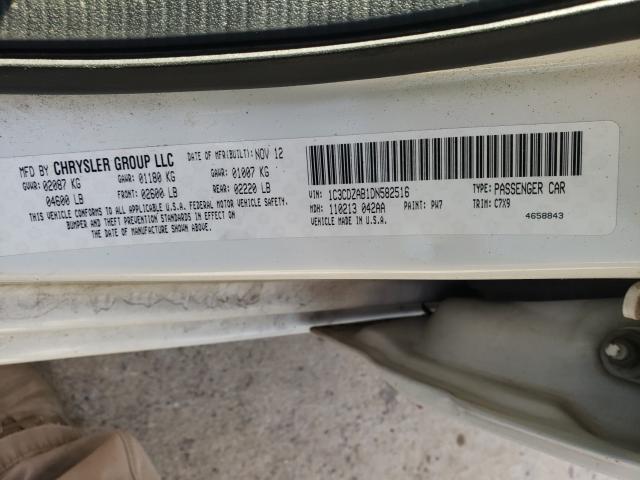 MFD BY CHRYSLER GROUP LLC
DATE OF MFR(BUILT): NOV 12
GVWR: 02087 KG
04600 LB
GAWR: 01180 KG
FRONT: 02600 LB
GAWR: 01007 KG
REAR: 02220 LB
THIS VEHICLE CONFORMS TO ALL APPLICABLE U.S.A. FEDERAL MOTOR VEHICLE SAFETY,
BUMPER AND THEFT PREVENTION STANDARDS IN EFFECT ON
THE DATE OF MANUFACTURE SHOWN ABOVE.
VIN: 1C3CDZAB1DN582516
TYPE: PASSENGER CAR
MDH: 110213 042AA
PAINT: PW7
TRIM: C7X9
VEHICLE MADE IN U.S.A.
4658843